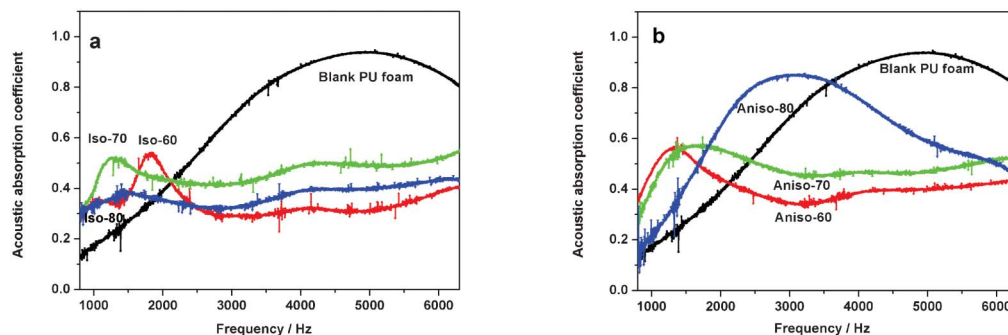 a
Acoustic absorption coefficient
1.0
0.8
0.6
0.4
0.2
0.0
Blank PU foam
Iso-70
Iso-60
Iso-80
1000 2000 3000 4000 5000 6000
Frequency / Hz
b
Acoustic absorption coefficient
1.0
0.8
0.6
0.4
0.2
0.0
Blank PU foam
Aniso-80
Aniso-70
Aniso-60
1000 2000 3000 4000 5000 6000
Frequency / Hz